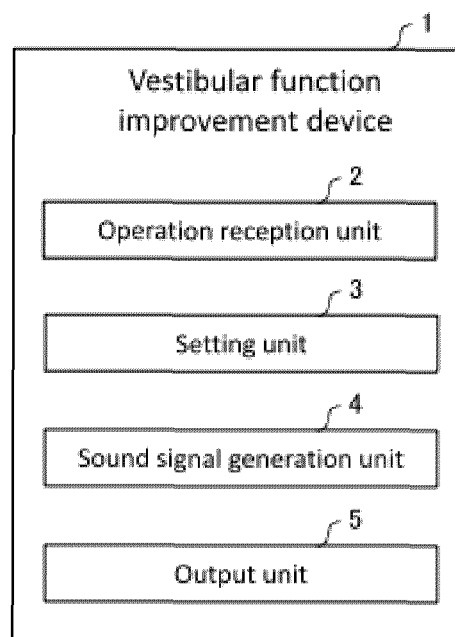 1
Vestibular function
improvement device
2
Operation reception unit
3
Setting unit
4
Sound signal generation unit
5
Output unit